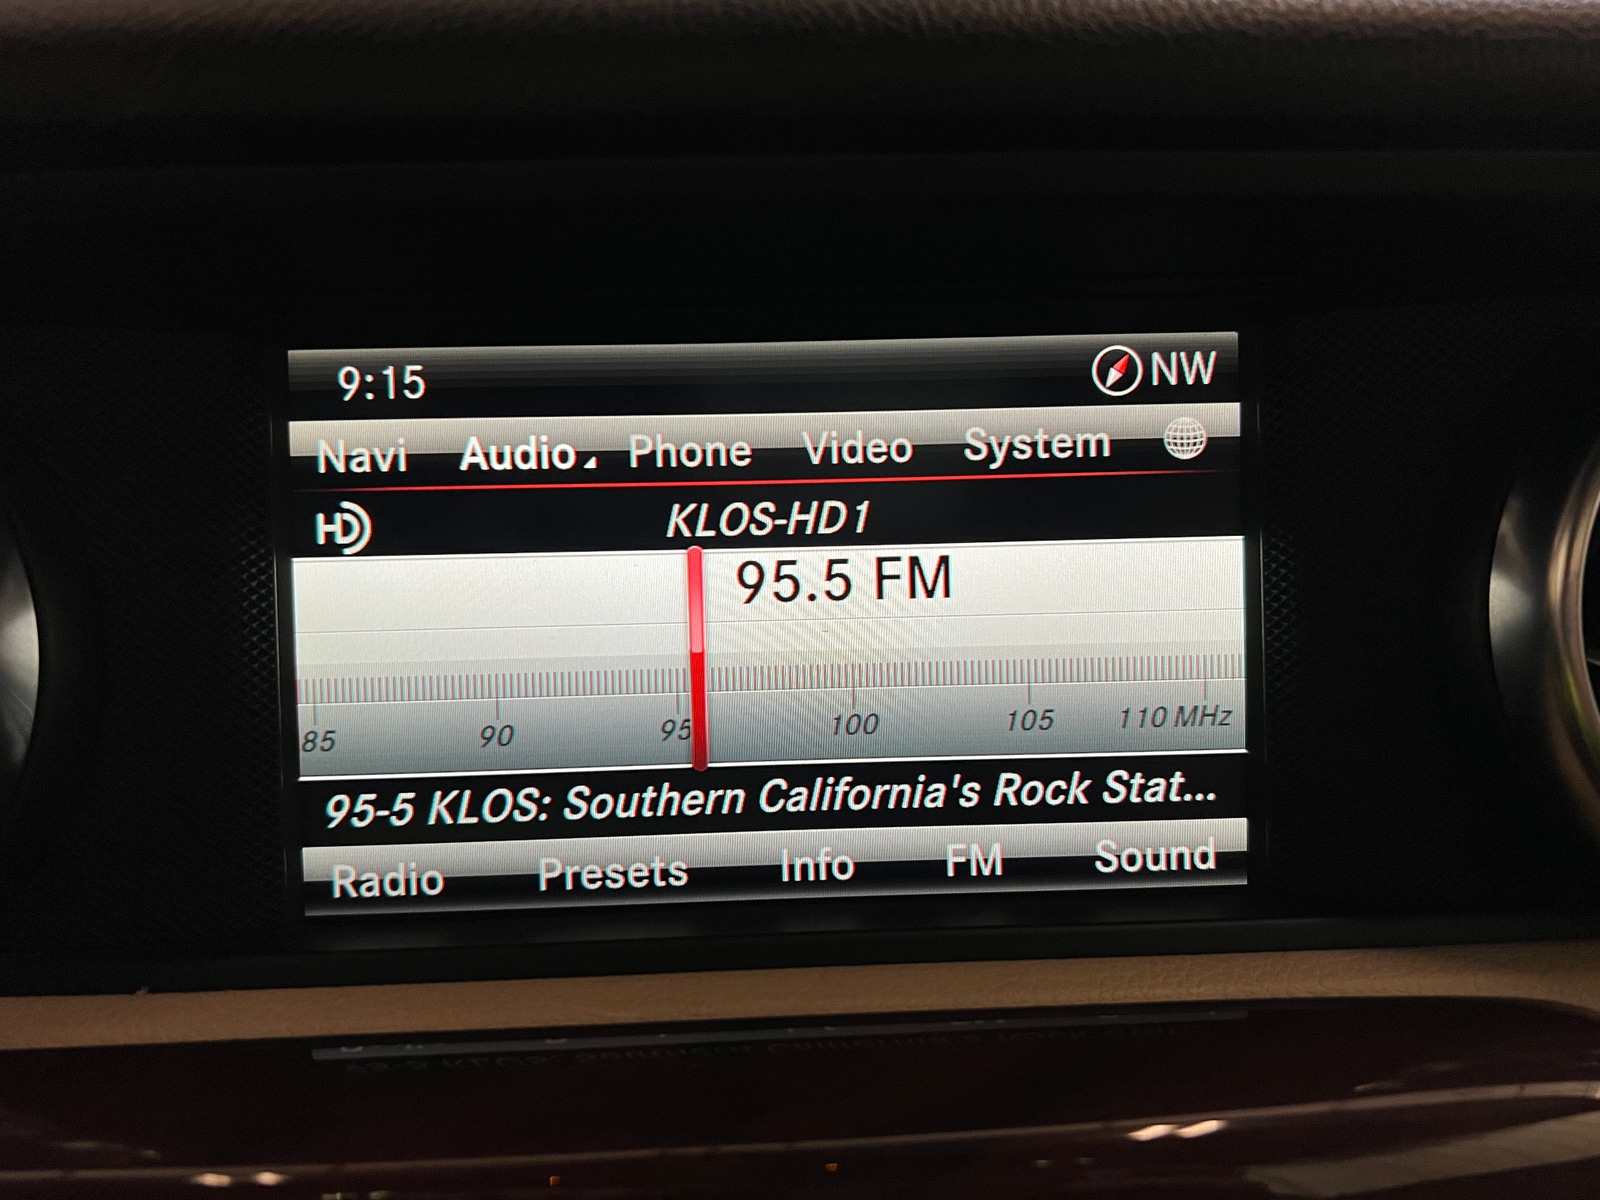 9:15 NW
Navi Audio Phone Video System
HD KLOS-HD1
95.5 FM
85 90 95 100 105 110 MHz
95-5 KLOS: Southern California's Rock Stat...
Radio Presets Info FM Sound